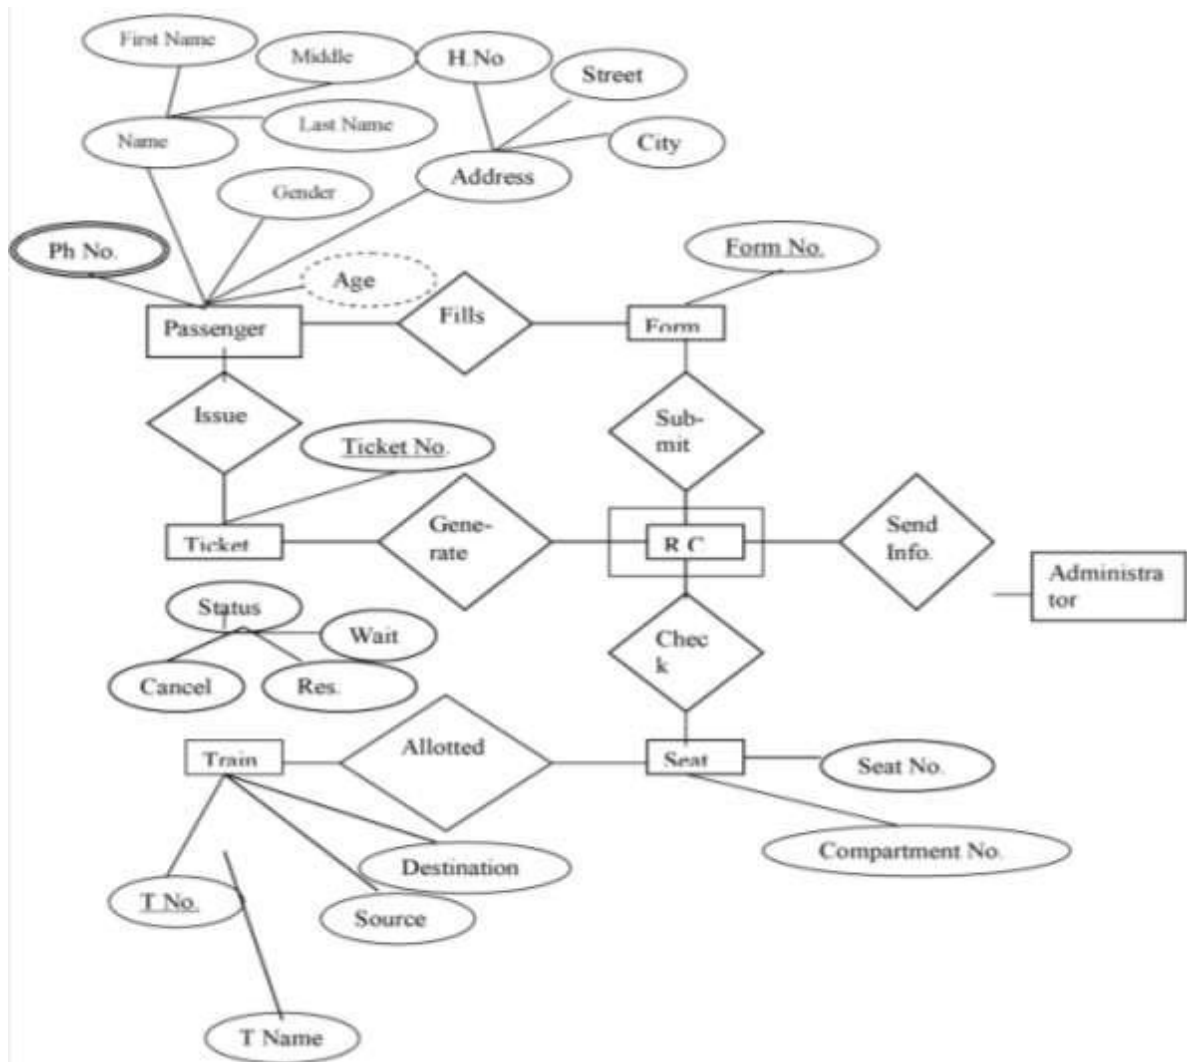 First Name
Middle
H.No
Street
Name
Last Name
City
Gender
Address
Ph No.
Age
Form No.
Passenger
Fills
Form
Issue
Sub-
mit
Ticket No.
Ticket
Gene-
rate
R.C.
Send
Info.
Administra
tor
Status
Wait
Chec
k
Cancel
Res.
Train
Allotted
Seat
Seat No.
Compartment No.
Destination
T No.
Source
T Name